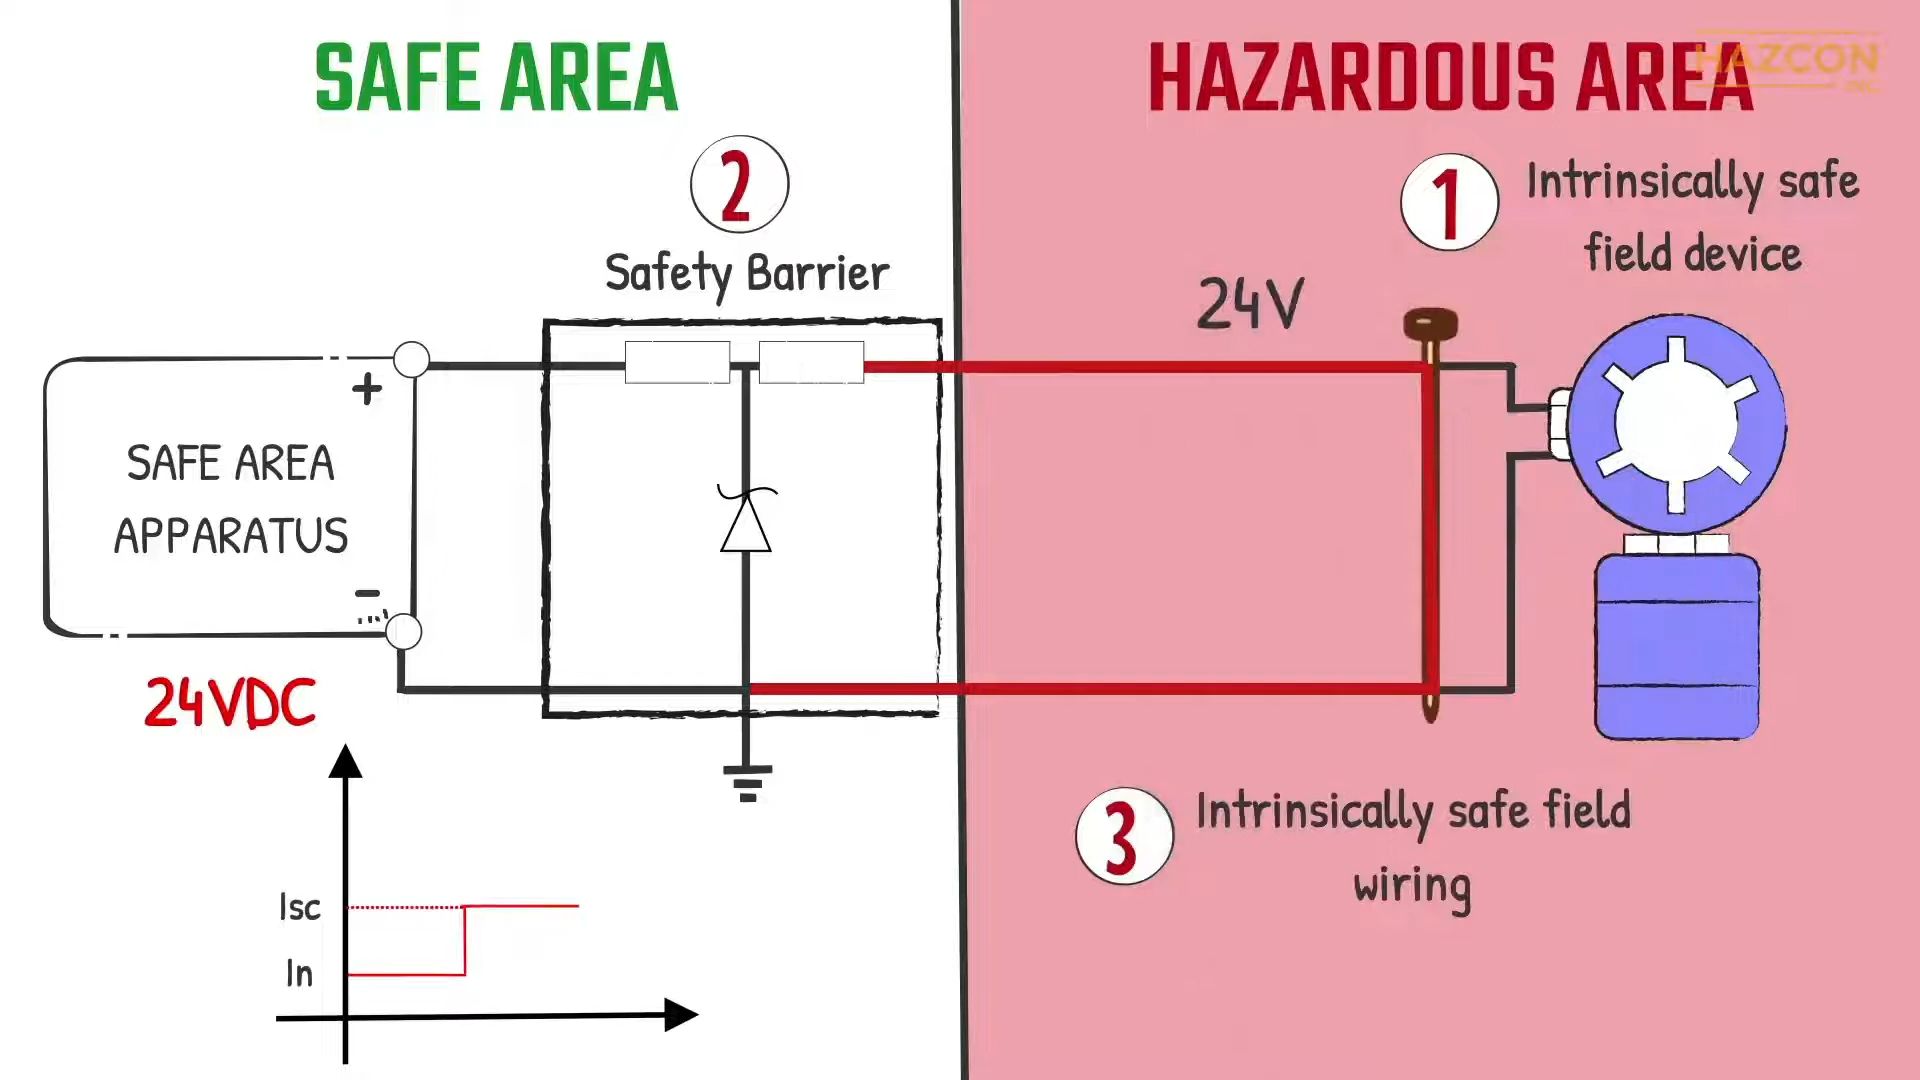 SAFE AREA
HAZARDOUS AREA
HAZCON
INC
2
Safety Barrier
1
Intrinsically safe
field device
24V
+
SAFE AREA
APPARATUS
-
24VDC
3
Intrinsically safe field
wiring
Isc
In